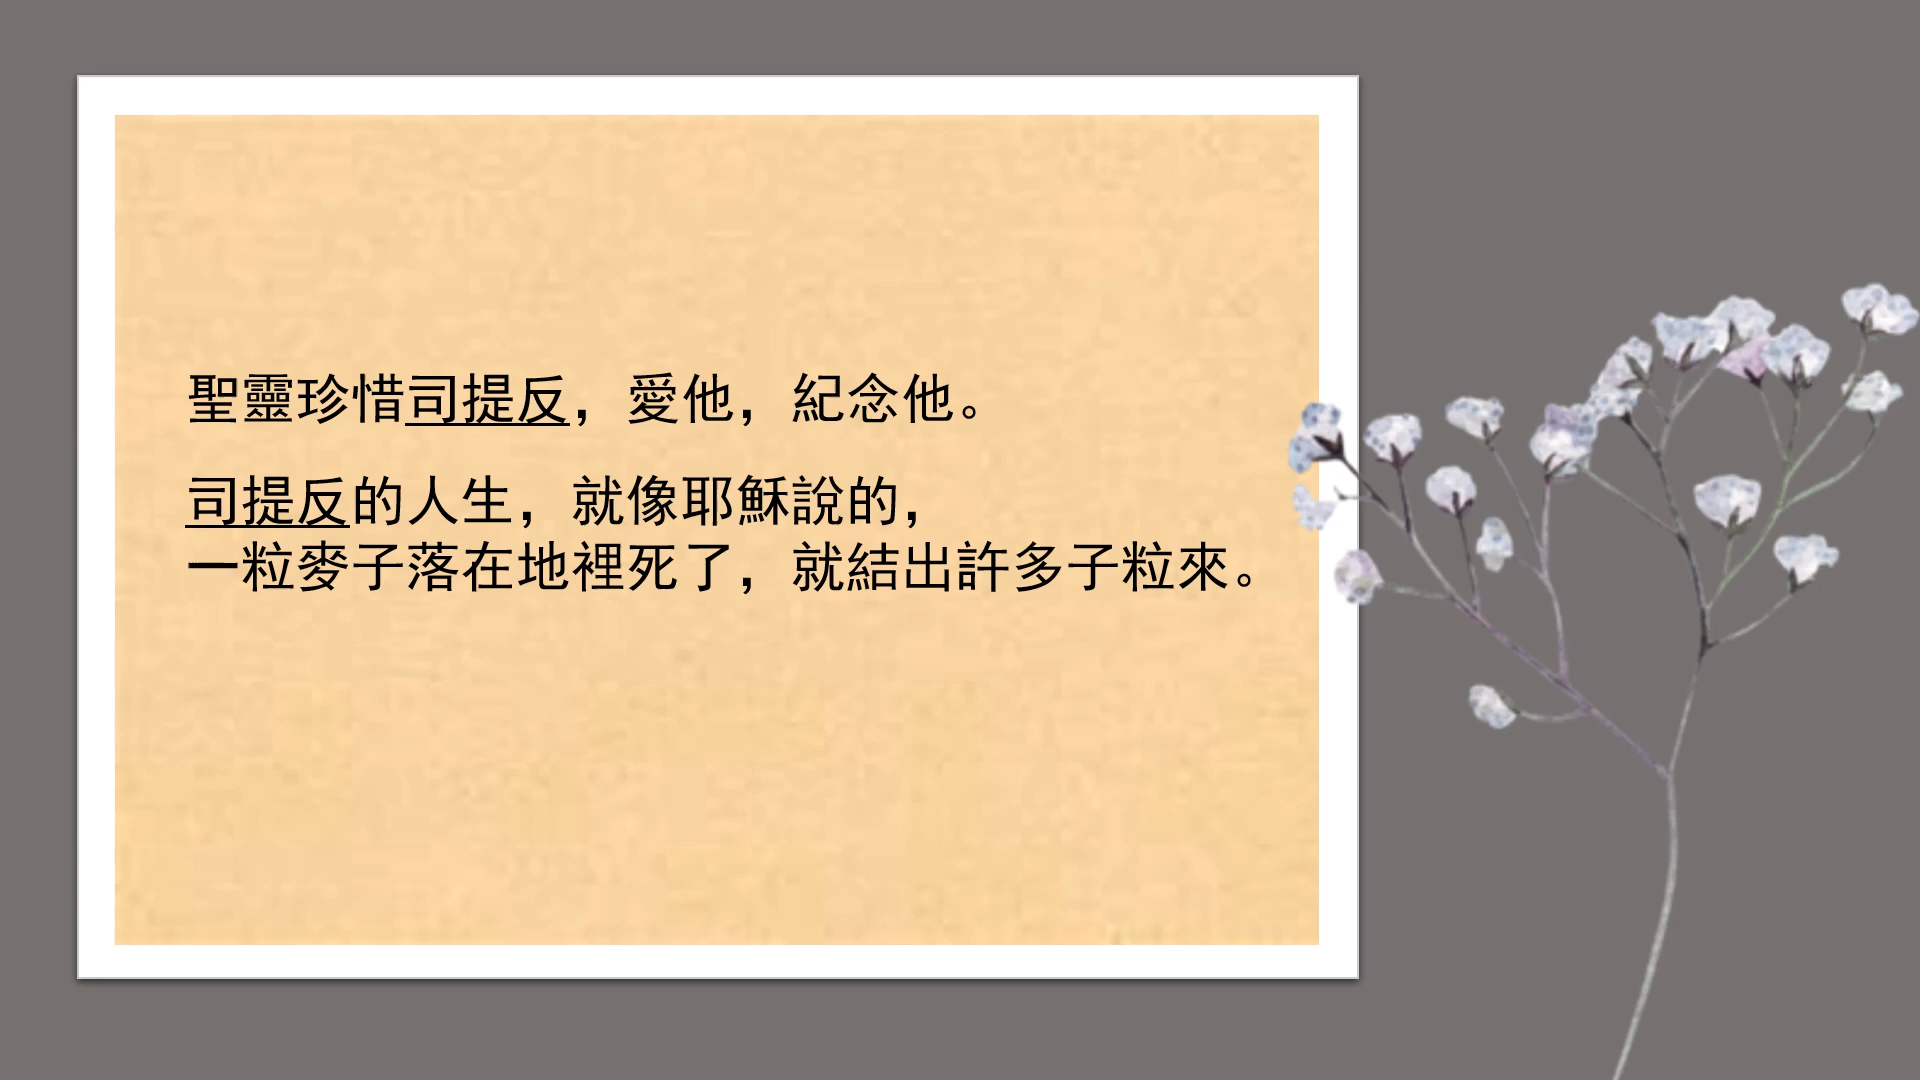 聖靈珍惜司提反，愛他，紀念他。
司提反的人生，就像耶穌說的，
一粒麥子落在地裡死了，就結出許多子粒來。